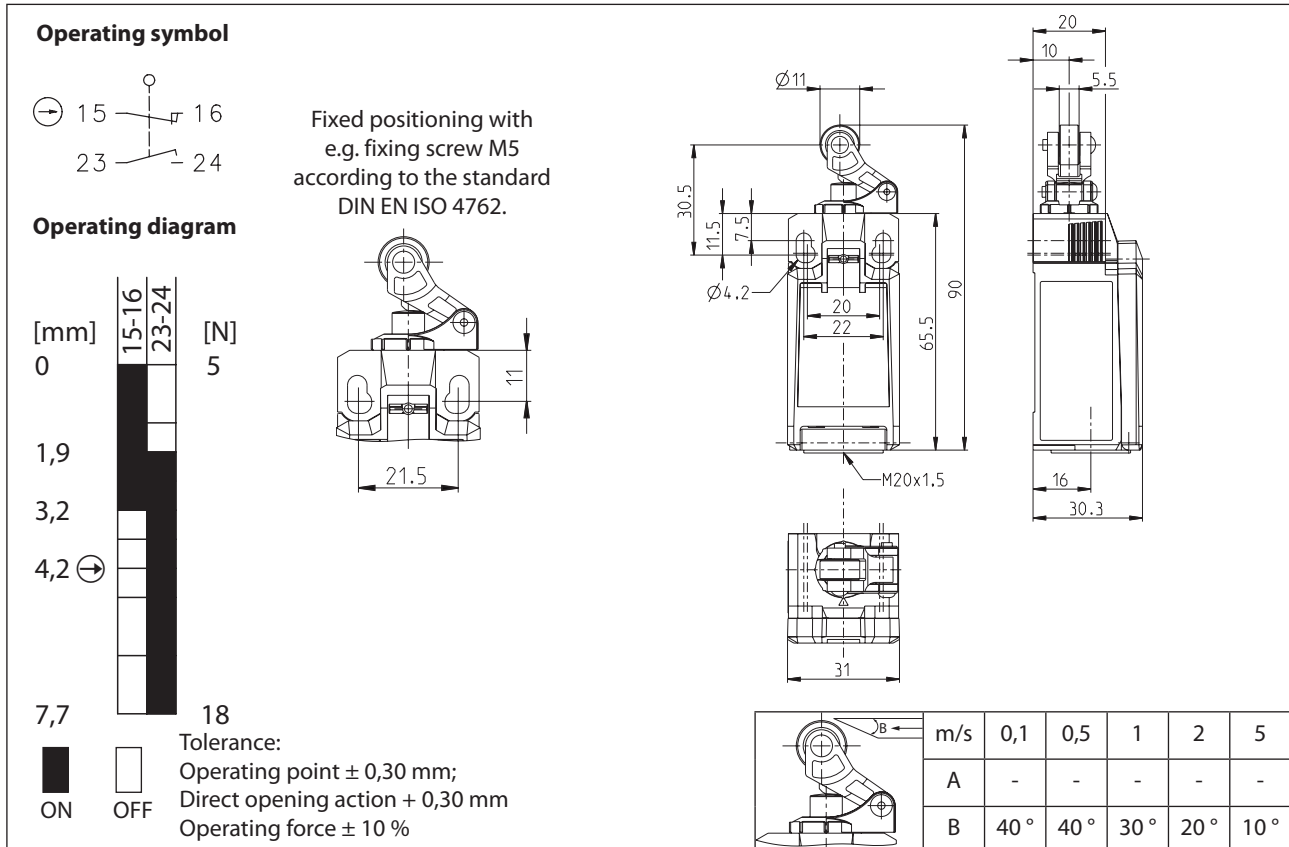 Operating symbol
15 16
23 24
Fixed positioning with
e.g. fixing screw M5
according to the standard
DIN EN ISO 4762.
Operating diagram
[mm] 15-16 23-24 [N]
0 5
1,9
3,2
4,2
7,7 18
ON OFF
Tolerance:
Operating point ± 0,30 mm;
Direct opening action + 0,30 mm
Operating force ± 10 %
11
21.5
Ø11
30.5
11.5
7.5
Ø4.2
20
22
65.5
90
M20x1.5
20
10
5.5
16
30.3
31
B
m/s 0,1 0,5 1 2 5
A - - - - -
B 40 ° 40 ° 30 ° 20 ° 10 °